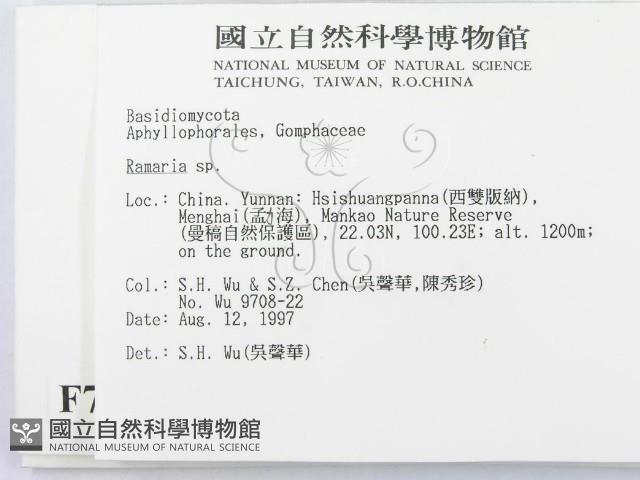 國立自然科學博物館
NATIONAL MUSEUM OF NATURAL SCIENCE
TAICHUNG, TAIWAN, R.O.CHINA
Basidiomycota
Aphyllophorales, Gomphaceae
Ramaria sp.
Loc.: China. Yunnan: Hsishuangpanna(西雙版納),
Menghai(孟力海), Mankao Nature Reserve
(曼稿自然保護區), 22.03N, 100.23E; alt. 1200m;
on the ground.
Col.: S.H. Wu & S.Z. Chen(吳聲華,陳秀珍)
No. Wu 9708-22
Date: Aug. 12, 1997
Det.: S.H. Wu(吳聲華)
F7
國立自然科學博物館
NATIONAL MUSEUM OF NATURAL SCIENCE